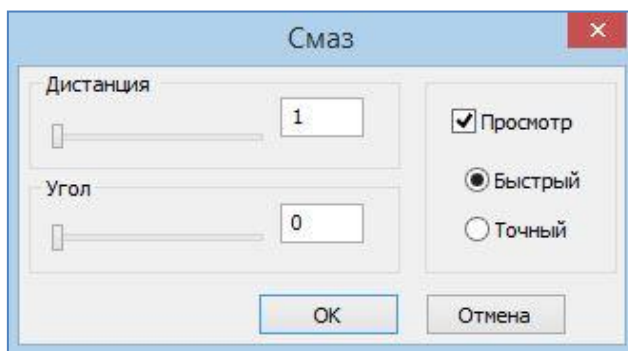 Смаз
Дистанция
1
Угол
0
Просмотр
Быстрый
Точный
OK
Отмена